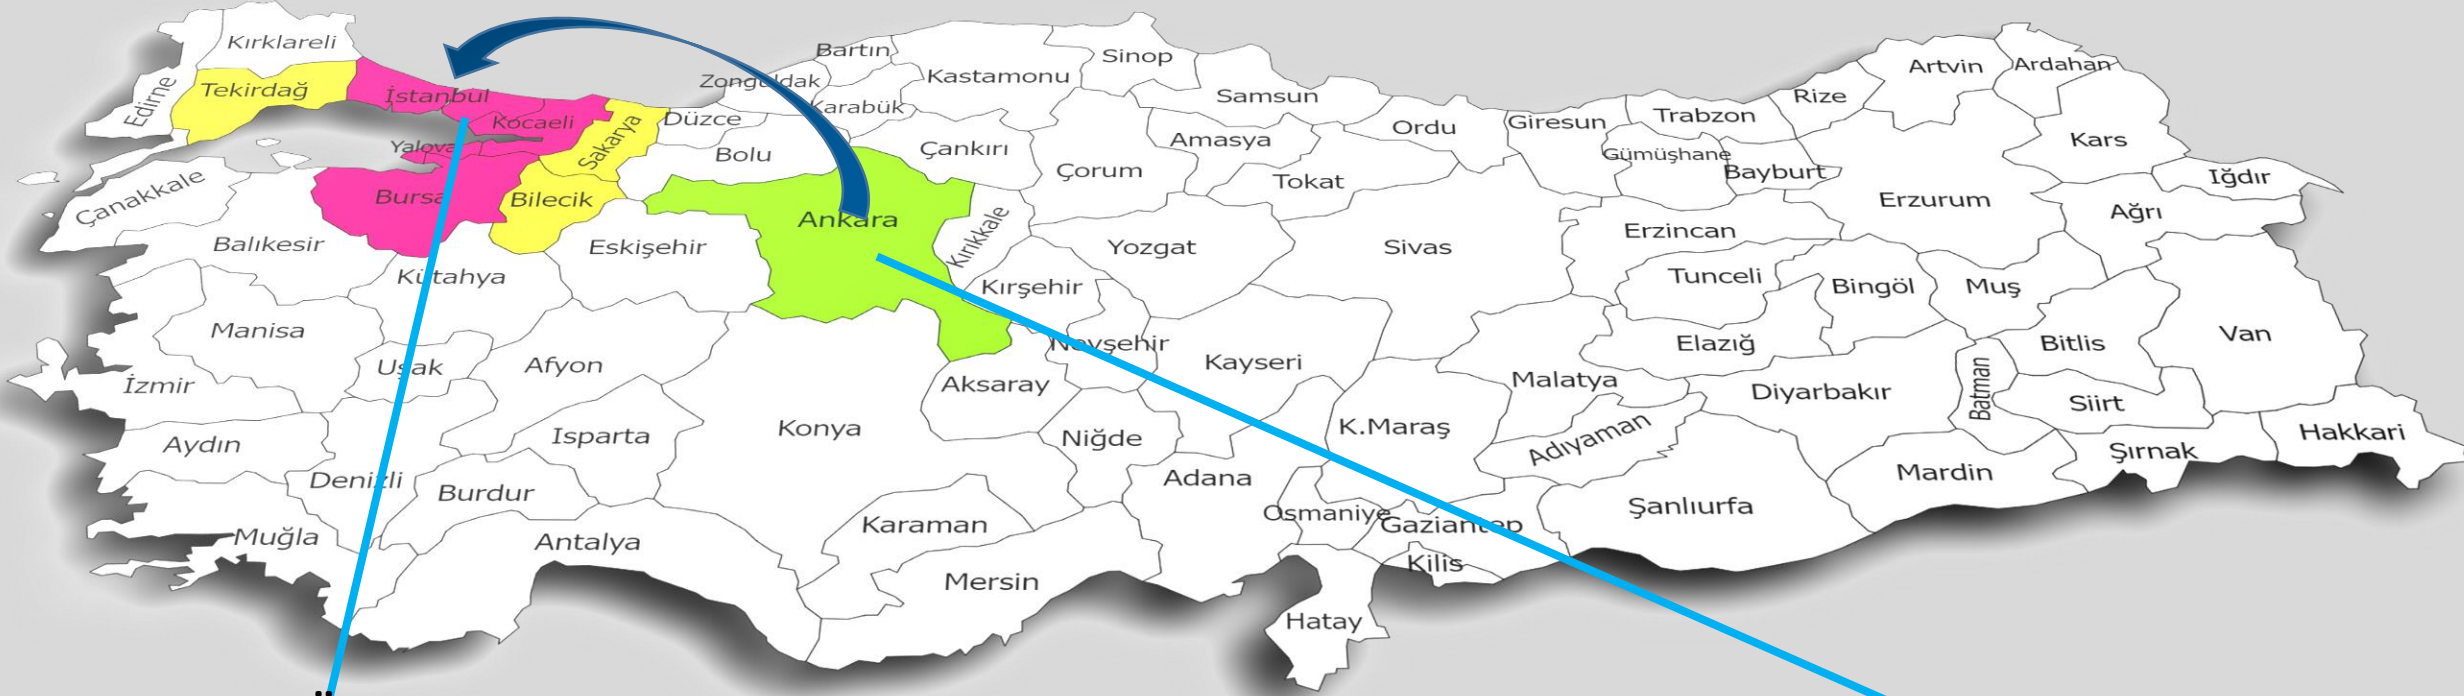 Kırklareli
Edirne
Tekirdağ
İstanbul
Kocaeli
Yalova
Sakarya
Düzce
Zonguldak
Bartın
Karabük
Kastamonu
Sinop
Samsun
Ordu
Giresun
Trabzon
Rize
Artvin
Ardahan
Kars
Iğdır
Ağrı
Erzurum
Bayburt
Gümüşhane
Tokat
Amasya
Çorum
Çankırı
Bolu
Çanakkale
Bursa
Bilecik
Balıkesir
Kütahya
Eskişehir
Ankara
Kırıkkale
Kırşehir
Yozgat
Sivas
Erzincan
Tunceli
Bingöl
Muş
Bitlis
Van
Manisa
Uşak
Afyon
İzmir
Aksaray
Nevşehir
Kayseri
Malatya
Elazığ
Diyarbakır
Batman
Siirt
Şırnak
Hakkari
Aydın
Denizli
Isparta
Konya
Niğde
K.Maraş
Adıyaman
Mardin
Şanlıurfa
Muğla
Burdur
Antalya
Karaman
Mersin
Adana
Osmaniye
Gaziantep
Kilis
Hatay